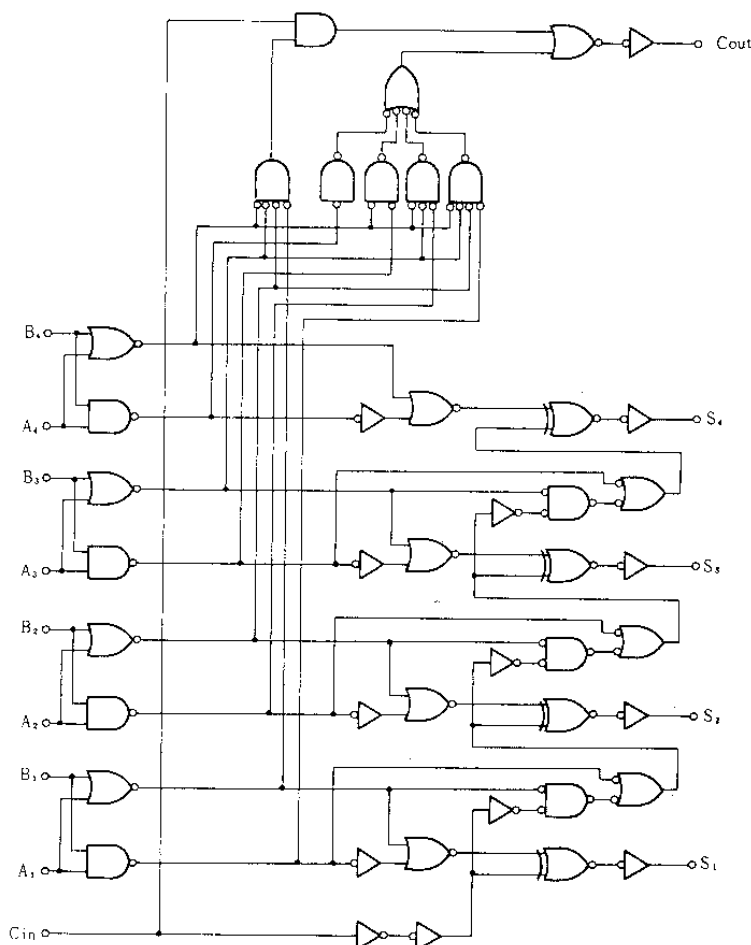 Cout
B₄
A₄
S₄
B₃
A₃
S₃
B₂
A₂
S₂
B₁
A₁
S₁
Cin